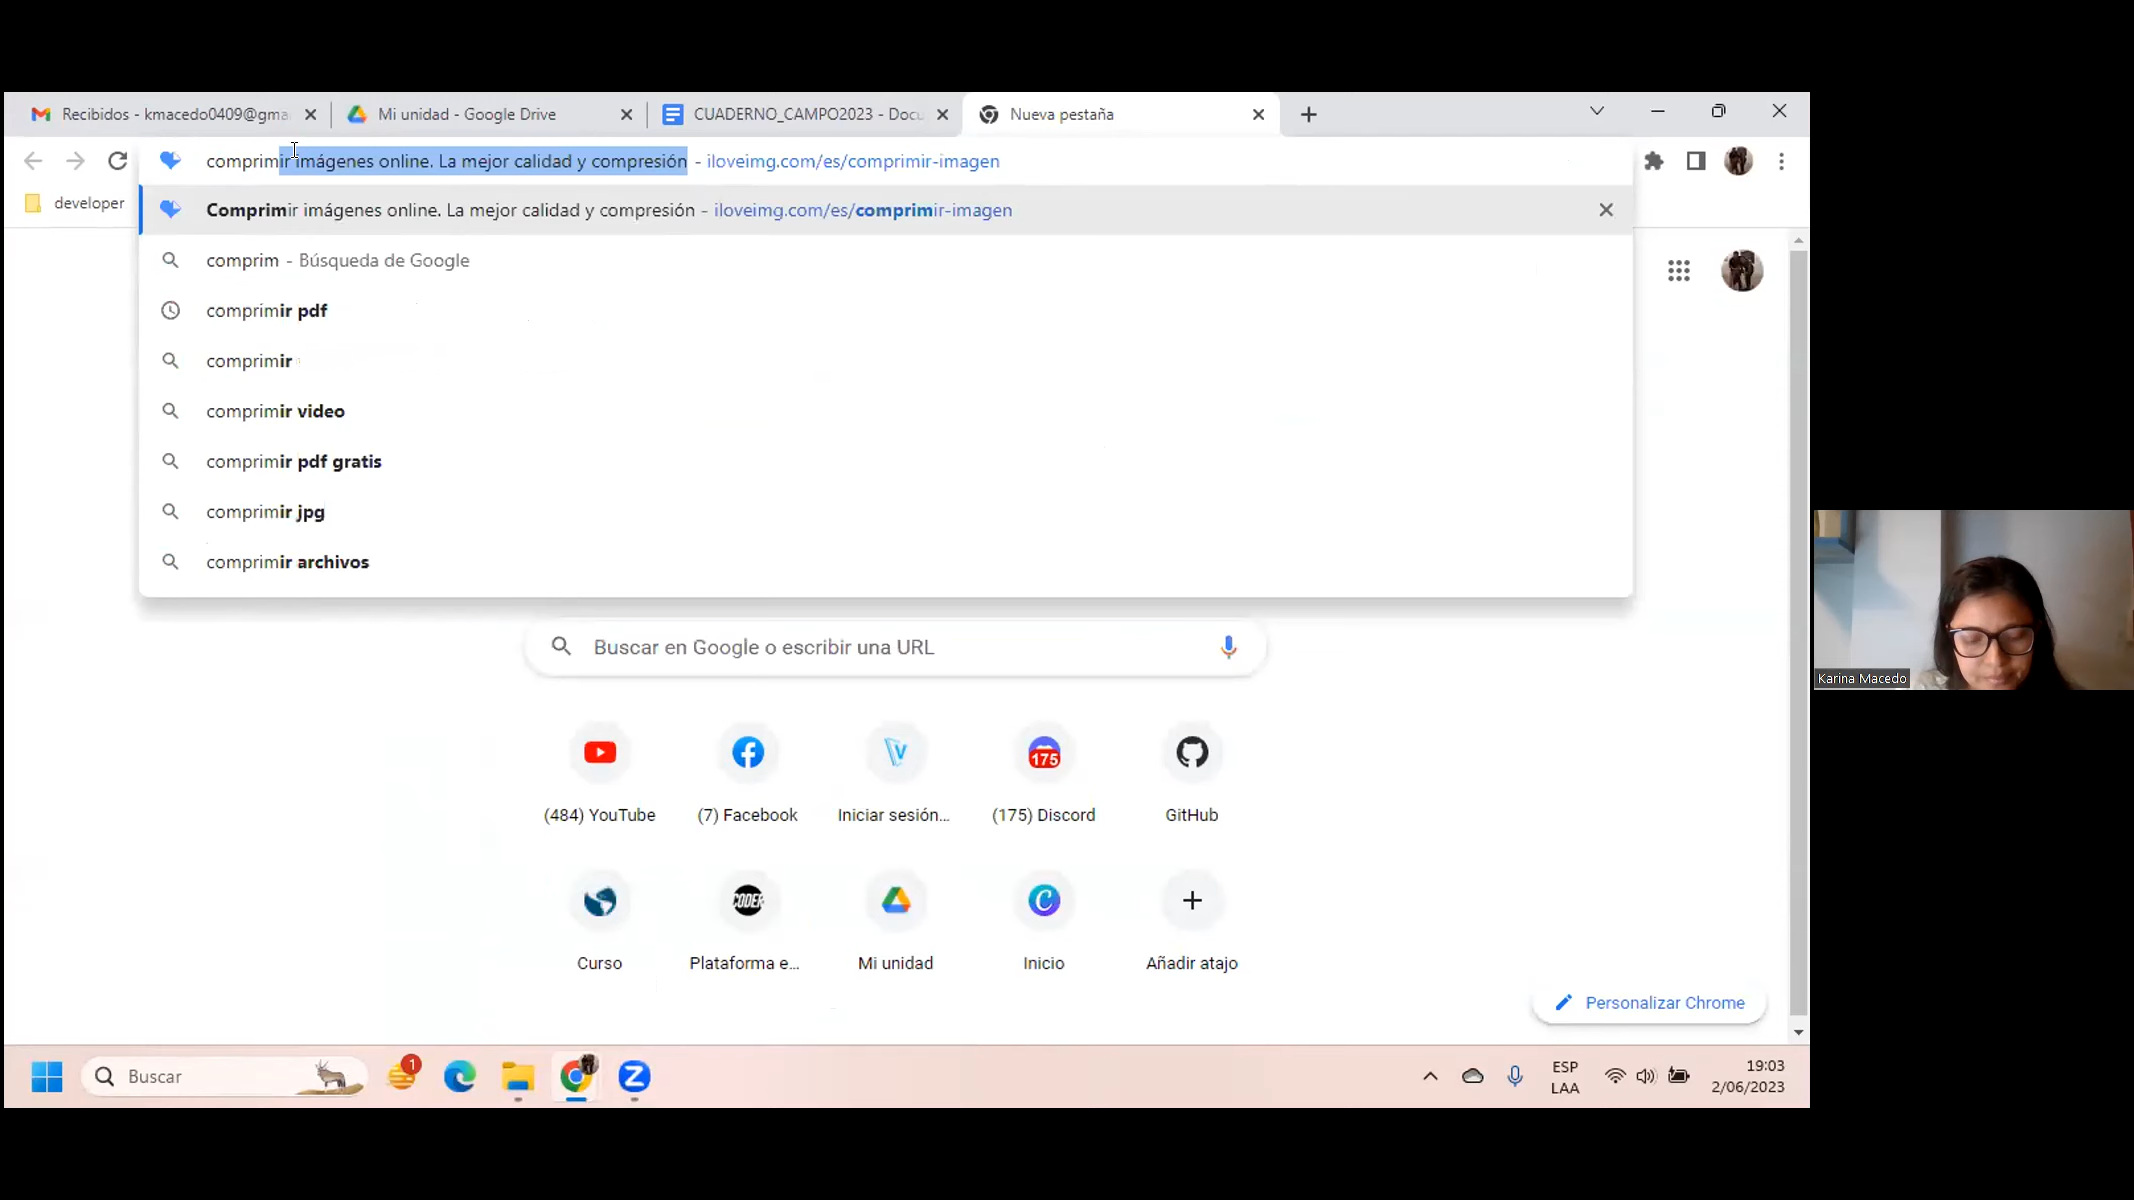 Recibidos - kmacedo0409@gma
Mi unidad - Google Drive
CUADERNO_CAMPO2023 - Docu
Nueva pestaña
comprimir imágenes online. La mejor calidad y compresión - iloveimg.com/es/comprimir-imagen
developer
Comprimir imágenes online. La mejor calidad y compresión - iloveimg.com/es/comprimir-imagen
comprim - Búsqueda de Google
comprimir pdf
comprimir
comprimir video
comprimir pdf gratis
comprimir jpg
comprimir archivos
Buscar en Google o escribir una URL
175
(484) YouTube
(7) Facebook
Iniciar sesión...
(175) Discord
GitHub
CODER
Curso
Plataforma e...
Mi unidad
Inicio
Añadir atajo
Personalizar Chrome
Karina Macedo
Buscar
1
ESP
LAA
19:03
2/06/2023